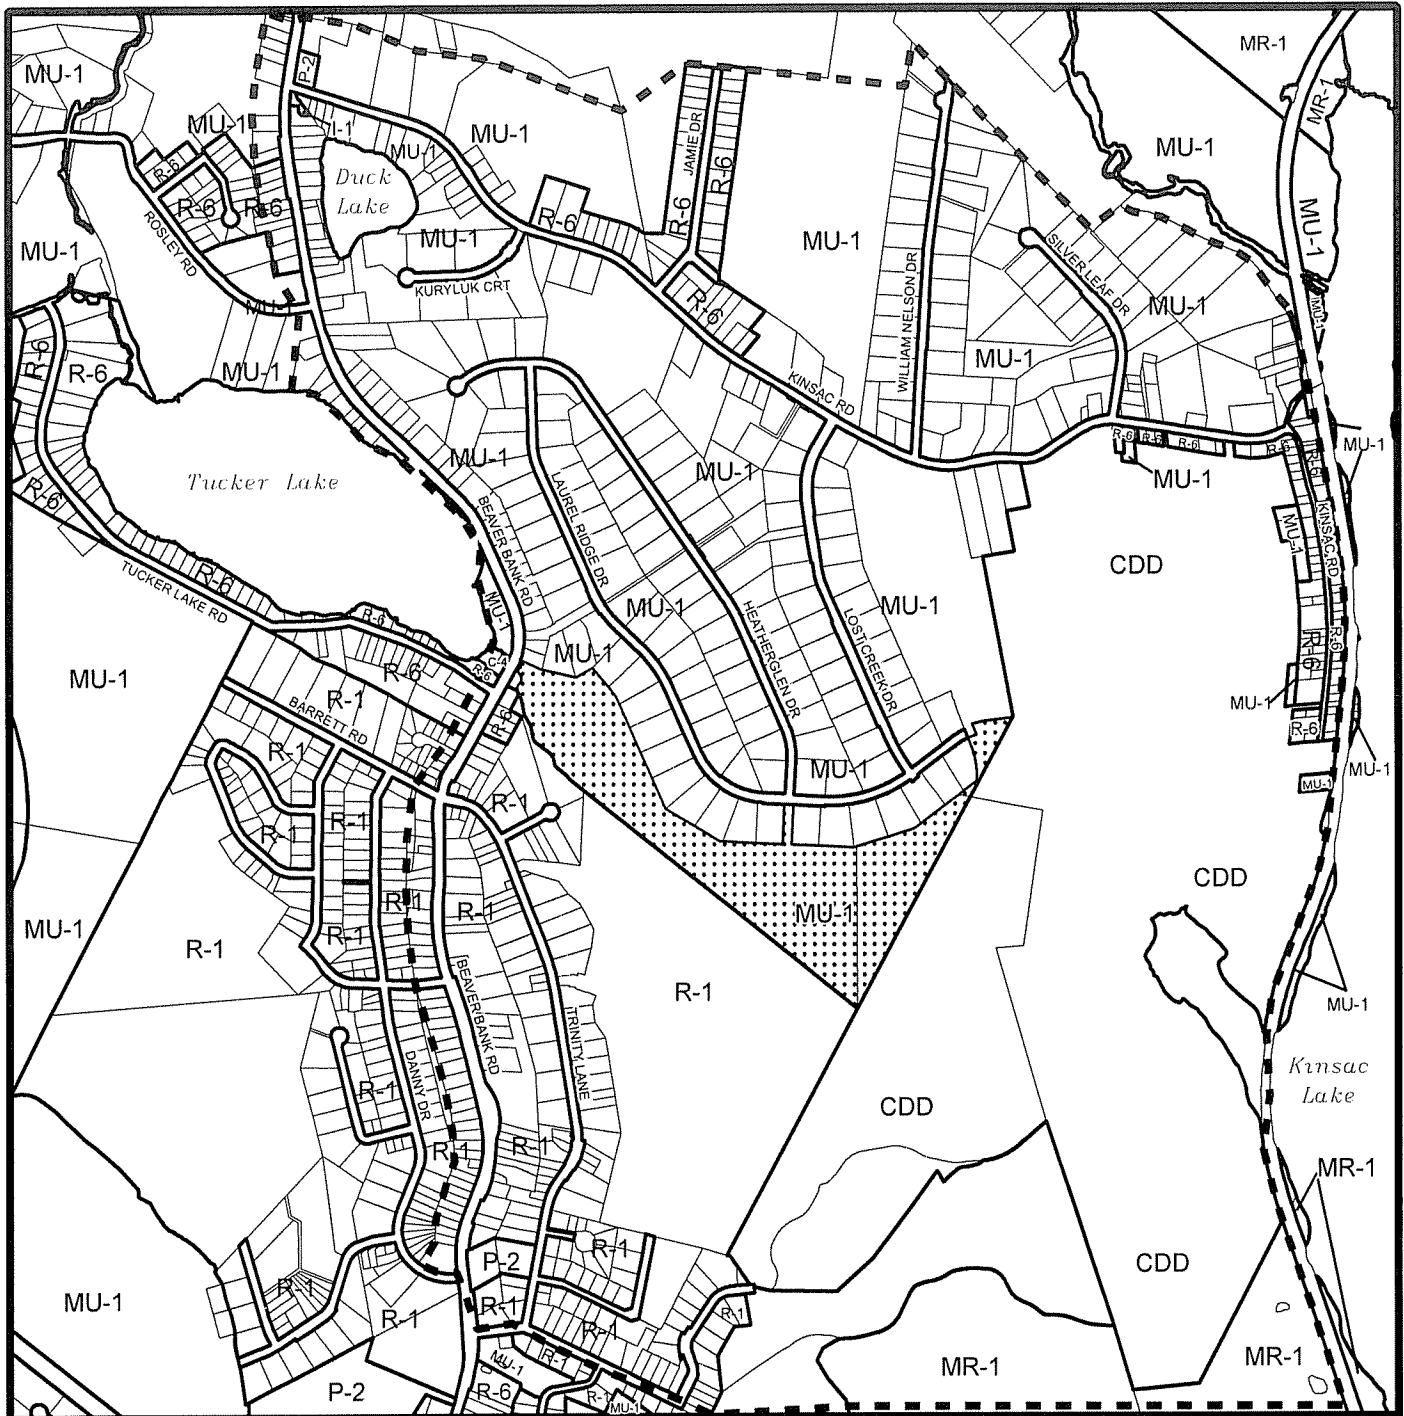 MR-1
MU-1
P-2
MR-1
MU-1
I-1
MU-1
MU-1
JAMIE DR
R-6
MU-1
R-6
Duck
Lake
R-6
R-6
R-6
R-6
MU-1
ROSLEY RD
MU-1
MU-1
MU-1
SILVER LEAF DR
WILLIAM NELSON DR
KURYLUK CRT
R-6
MU-1
MU-1
MU-1
R-6
R-6
MU-1
MU-1
KINSAC RD
R-6
R-6
R-6
R-6
MU-1
R-6
MU-1
MU-1
MU-1
Tucker Lake
R-6
LAUREL RIDGE DR
BEAVER BANK RD
KINSAC RD
MU-1
CDD
R-6
TUCKER LAKE RD
MU-1
MU-1
HEATHERGLEN DR
MU-1
LOST CREEK DR
R-6
MU-1
C-4
R-6
MU-1
R-6
R-6
MU-1
R-6
R-1
BARRETT RD
R-6
MU-1
R-6
R-1
MU-1
MU-1
MU-1
R-1
R-1
R-1
CDD
R-1
R-1
MU-1
MU-1
R-1
R-1
R-1
MU-1
BEAVER BANK RD
TRINITY LANE
Kinsac
Lake
DANNY DR
R-1
CDD
R-1
R-1
MR-1
R-1
P-2
CDD
R-1
MU-1
R-1
R-1
R-1
R-1
MU-1
R-1
MR-1
MR-1
P-2
R-6
R-1
MU-1